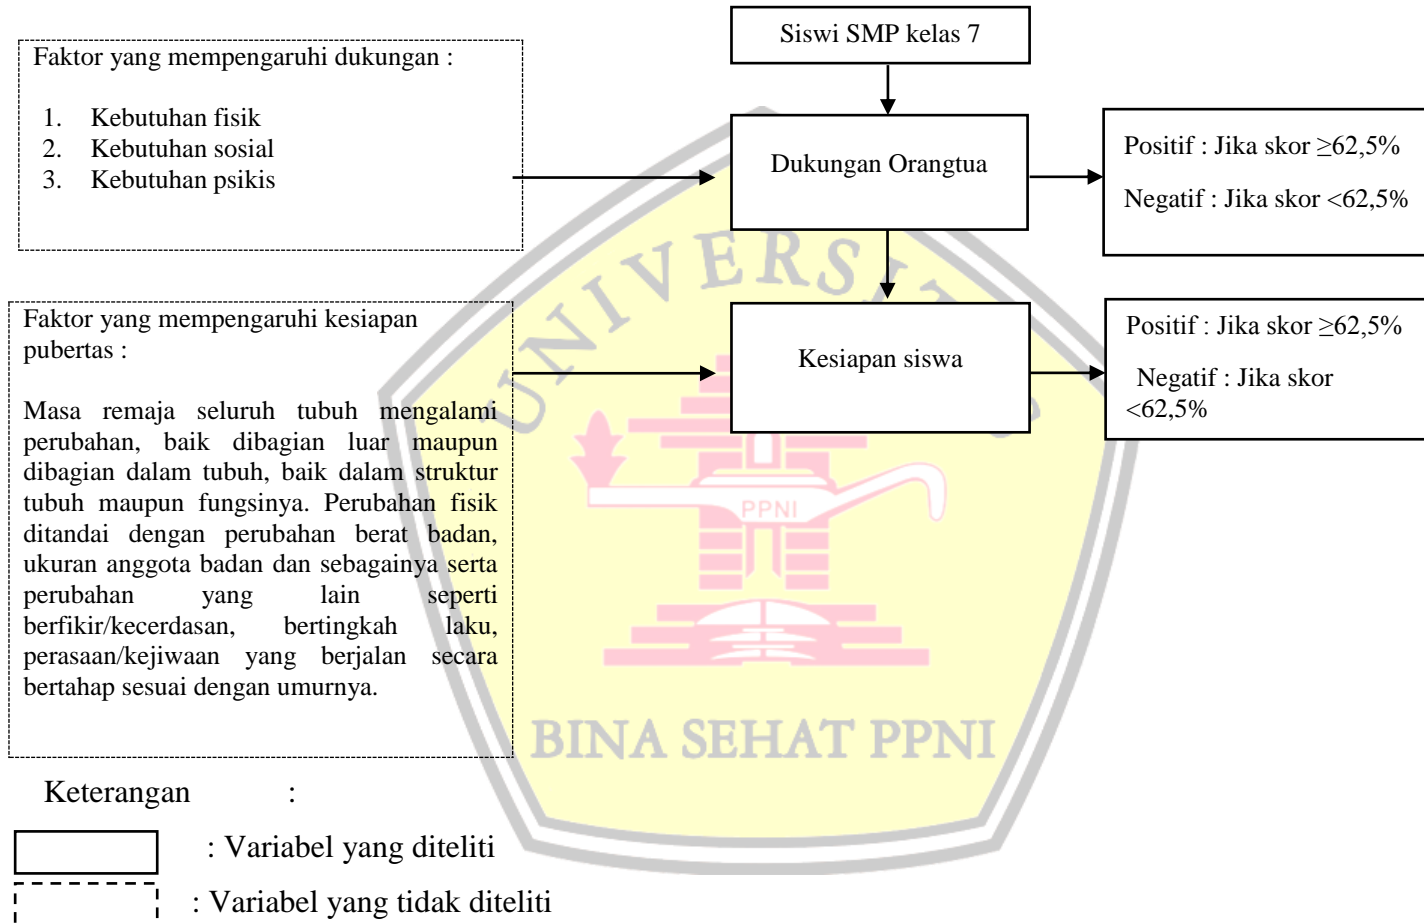 Siswi SMP kelas 7
Faktor yang mempengaruhi dukungan :
1. Kebutuhan fisik
2. Kebutuhan sosial
3. Kebutuhan psikis
Dukungan Orangtua
Positif : Jika skor ≥62,5%
Negatif : Jika skor <62,5%
Faktor yang mempengaruhi kesiapan
pubertas :
Masa remaja seluruh tubuh mengalami
perubahan, baik dibagian luar maupun
dibagian dalam tubuh, baik dalam struktur
tubuh maupun fungsinya. Perubahan fisik
ditandai dengan perubahan berat badan,
ukuran anggota badan dan sebagainya serta
perubahan yang lain seperti
berfikir/kecerdasan, bertingkah laku,
perasaan/kejiwaan yang berjalan secara
bertahap sesuai dengan umurnya.
Kesiapan siswa
Positif : Jika skor ≥62,5%
Negatif : Jika skor
<62,5%
PPNI
BINA SEHAT PPNI
Keterangan :
: Variabel yang diteliti
: Variabel yang tidak diteliti